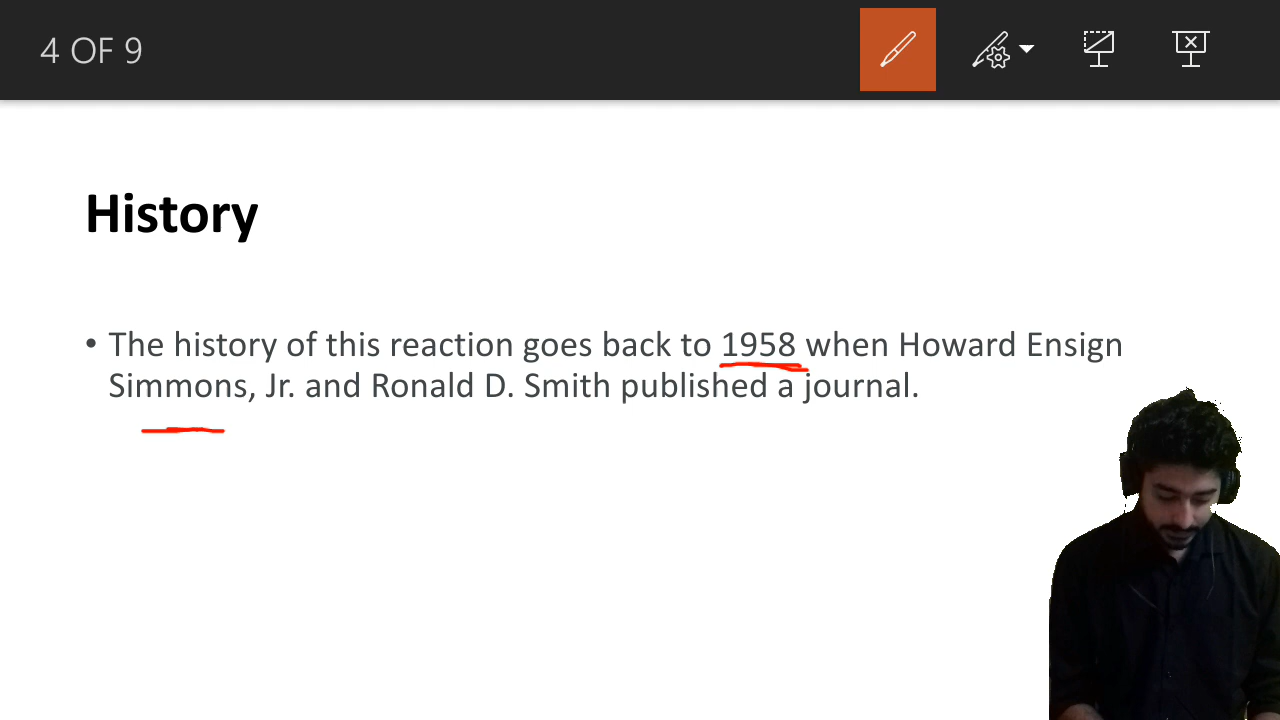 4 OF 9
History
• The history of this reaction goes back to 1958 when Howard Ensign
Simmons, Jr. and Ronald D. Smith published a journal.